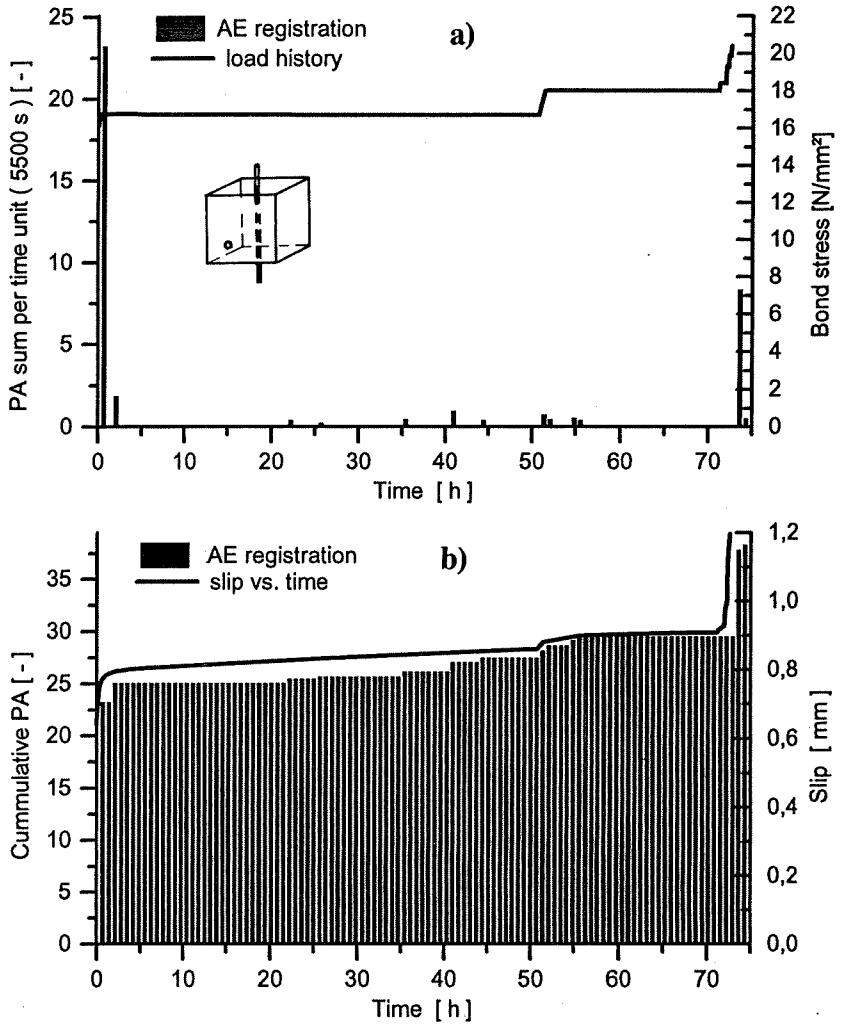 AE registration
load history
a)
PA sum per time unit ( 5500 s ) [ - ]
25
20
15
10
5
0
22
20
18
16
14
12
10
8
6
4
2
0
Bond stress [N/mm²]
0 10 20 30 40 50 60 70
Time [ h ]
AE registration
slip vs. time
b)
Cummulative PA [ - ]
35
30
25
20
15
10
5
0
1,2
1,0
0,8
0,6
0,4
0,2
0,0
Slip [ mm ]
0 10 20 30 40 50 60 70
Time [ h ]